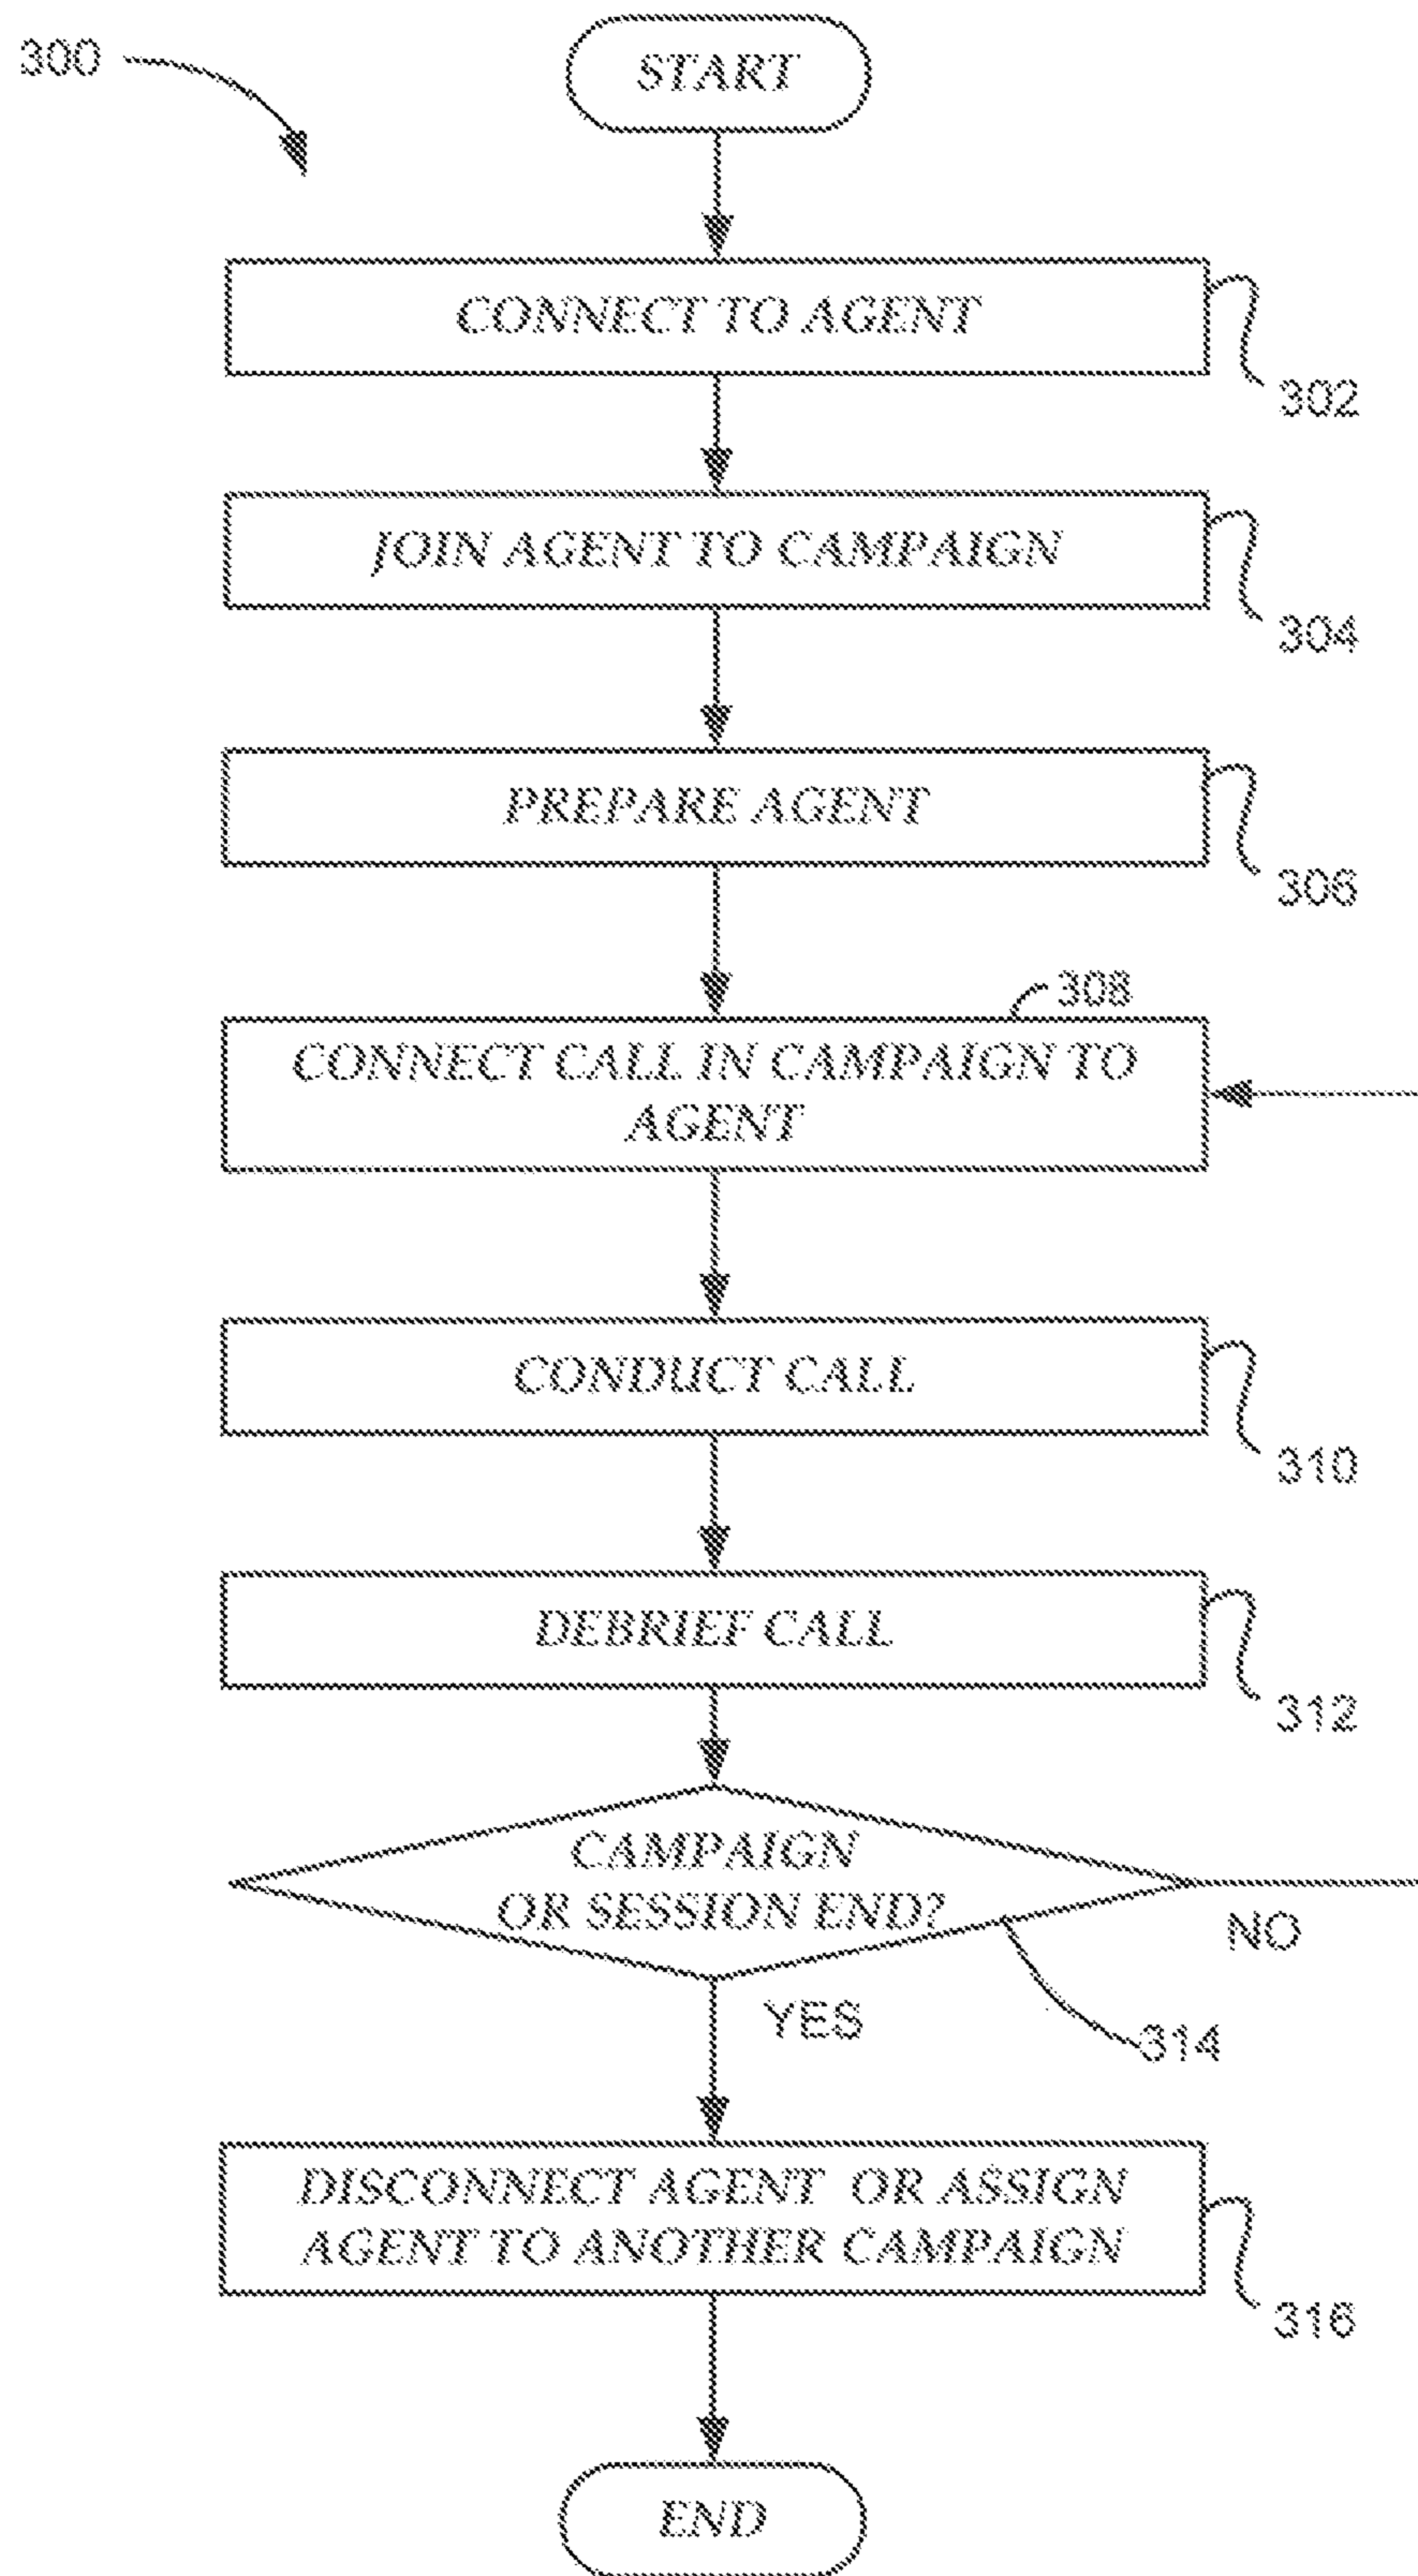 300
START
CONNECT TO AGENT
302
JOIN AGENT TO CAMPAIGN
304
PREPARE AGENT
306
308
CONNECT CALL IN CAMPAIGN TO
AGENT
CONDUCT CALL
310
DEBRIEF CALL
312
CAMPAIGN
OR SESSION END?
NO
YES
314
DISCONNECT AGENT OR ASSIGN
AGENT TO ANOTHER CAMPAIGN
316
END